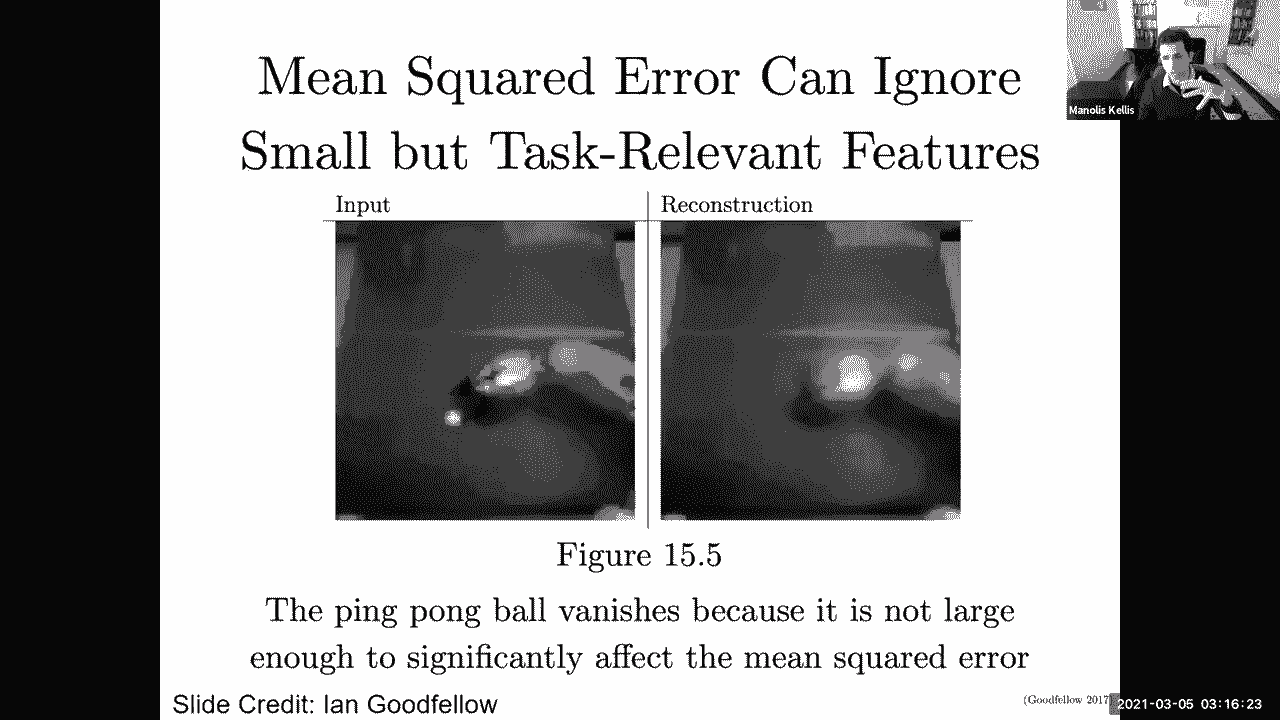 Mean Squared Error Can Ignore
Small but Task-Relevant Features
Manolis Kellis
Input
Reconstruction
Figure 15.5
The ping pong ball vanishes because it is not large
enough to significantly affect the mean squared error
Slide Credit: Ian Goodfellow
(Goodfellow 2017
2021-03-05 03:16:23